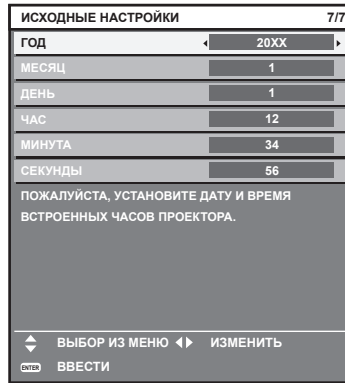 ИСХОДНЫЕ НАСТРОЙКИ 7/7
ГОД 20XX
МЕСЯЦ 1
ДЕНЬ 1
ЧАС 12
МИНУТА 34
СЕКУНДЫ 56
ПОЖАЛУЙСТА, УСТАНОВИТЕ ДАТУ И ВРЕМЯ
ВСТРОЕННЫХ ЧАСОВ ПРОЕКТОРА.
ВЫБОР ИЗ МЕНЮ ИЗМЕНИТЬ
ENTER ВВЕСТИ